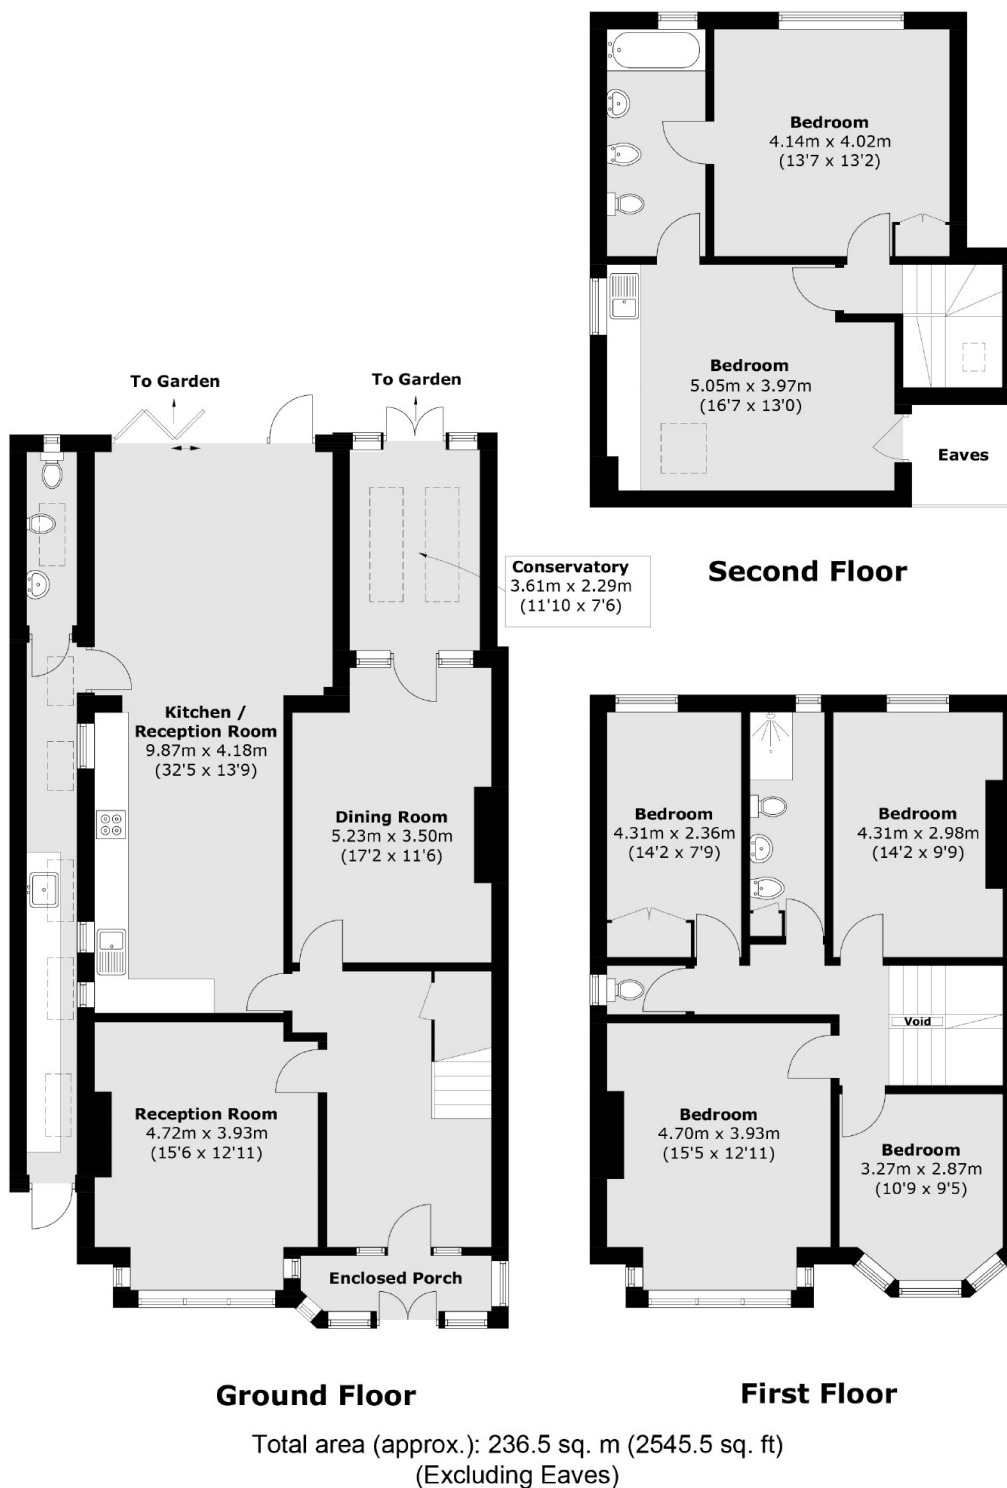 Bedroom
4.14m x 4.02m
(13'7 x 13'2)
Bedroom
5.05m x 3.97m
(16'7 x 13'0)
Eaves
Second Floor
To Garden
To Garden
Conservatory
3.61m x 2.29m
(11'10 x 7'6)
Kitchen /
Reception Room
9.87m x 4.18m
(32'5 x 13'9)
Dining Room
5.23m x 3.50m
(17'2 x 11'6)
Reception Room
4.72m x 3.93m
(15'6 x 12'11)
Enclosed Porch
Ground Floor
Bedroom
4.31m x 2.36m
(14'2 x 7'9)
Bedroom
4.31m x 2.98m
(14'2 x 9'9)
Void
Bedroom
4.70m x 3.93m
(15'5 x 12'11)
Bedroom
3.27m x 2.87m
(10'9 x 9'5)
First Floor
Total area (approx.): 236.5 sq. m (2545.5 sq. ft)
(Excluding Eaves)